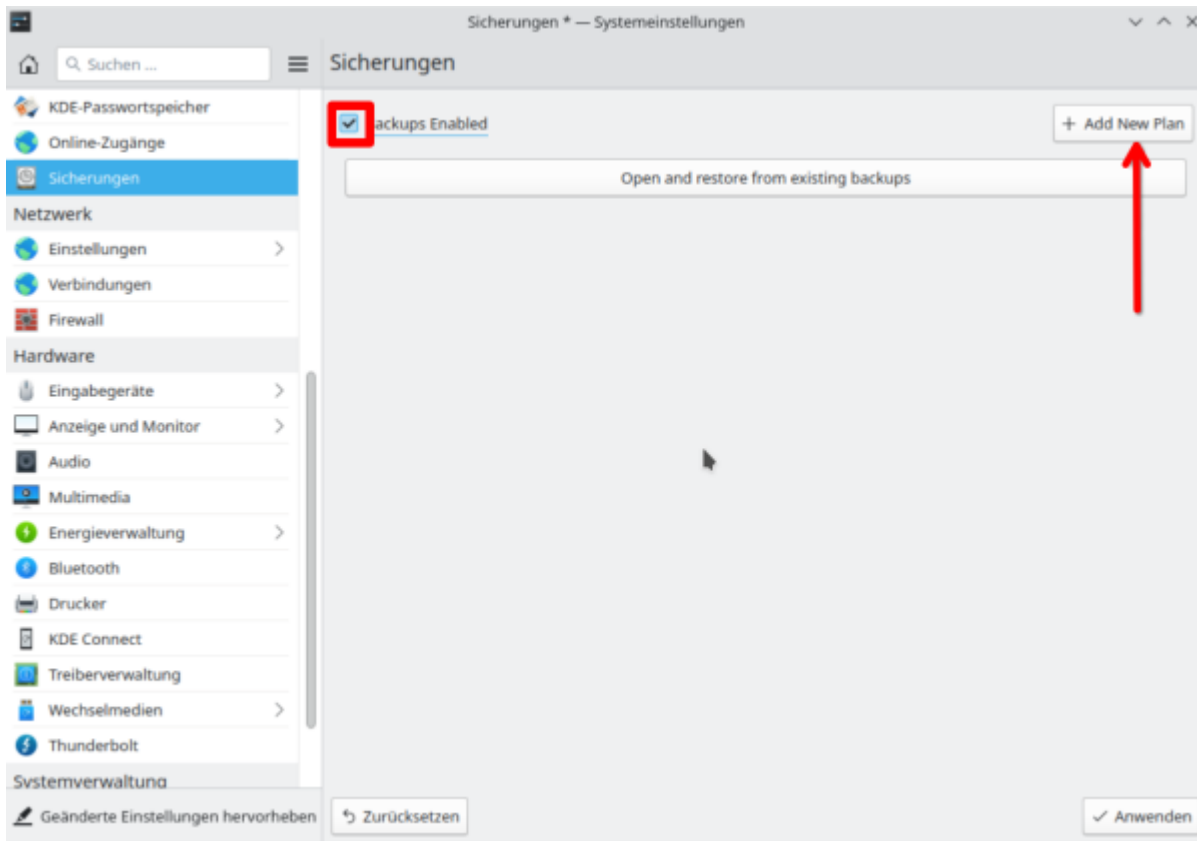 Sicherungen * — Systemeinstellungen
Suchen ...
Sicherungen
KDE-Passwortspeicher
Online-Zugänge
Sicherungen
Netzwerk
Einstellungen
Verbindungen
Firewall
Hardware
Eingabegeräte
Anzeige und Monitor
Audio
Multimedia
Energieverwaltung
Bluetooth
Drucker
KDE Connect
Treiberverwaltung
Wechselmedien
Thunderbolt
Systemverwaltung
Geänderte Einstellungen hervorheben
ackups Enabled
+ Add New Plan
Open and restore from existing backups
Zurücksetzen
Anwenden